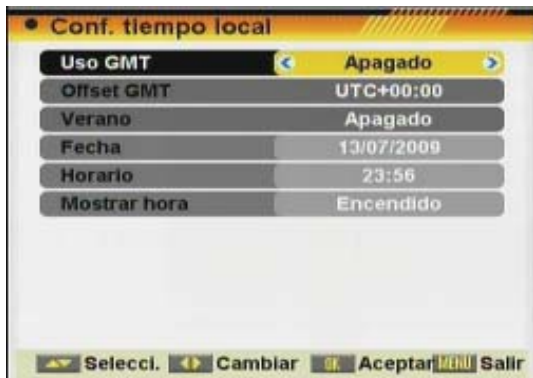 Conf. tiempo local
Uso GMT Apagado
Offset GMT UTC+00:00
Verano Apagado
Fecha 13/07/2009
Horario 23:56
Mostrar hora Encendido
Selecci. Cambiar OK Aceptar MENU Salir